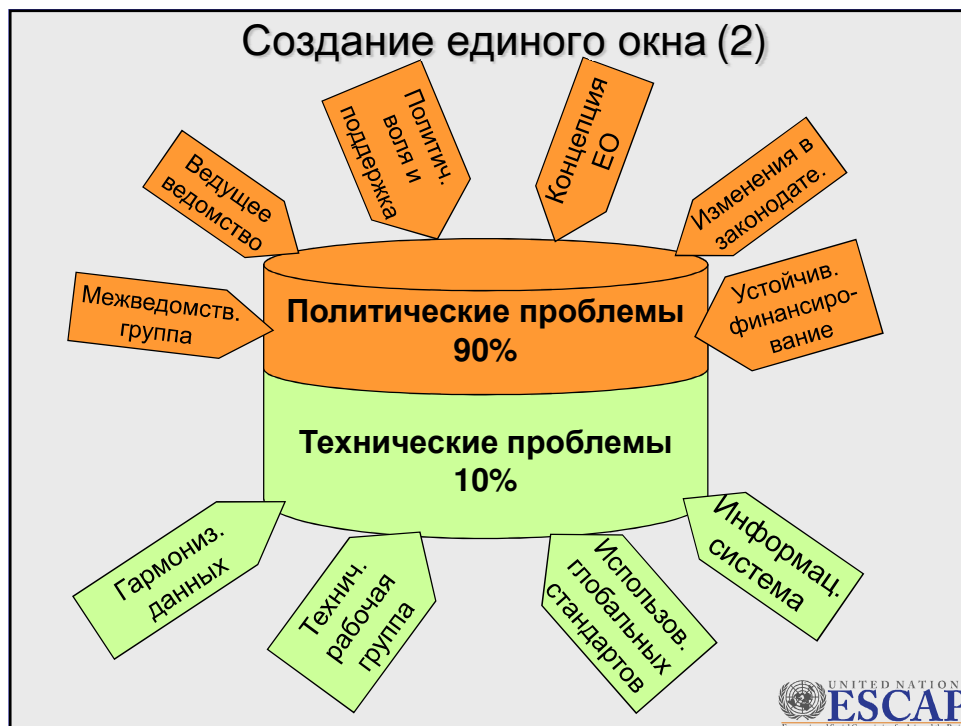 Создание единого окна (2)
Политич.
воля и
поддержка
Концепция
ЕО
Ведущее
ведомство
Изменения в
законодате.
Межведомств.
группа
Устойчив.
финансиро-
вание
Политические проблемы
90%
Технические проблемы
10%
Гармониз.
данных
Технич.
рабочая
группа
Использов.
глобальных
стандартов
Информац.
система
UNITED NATION
ESCAP